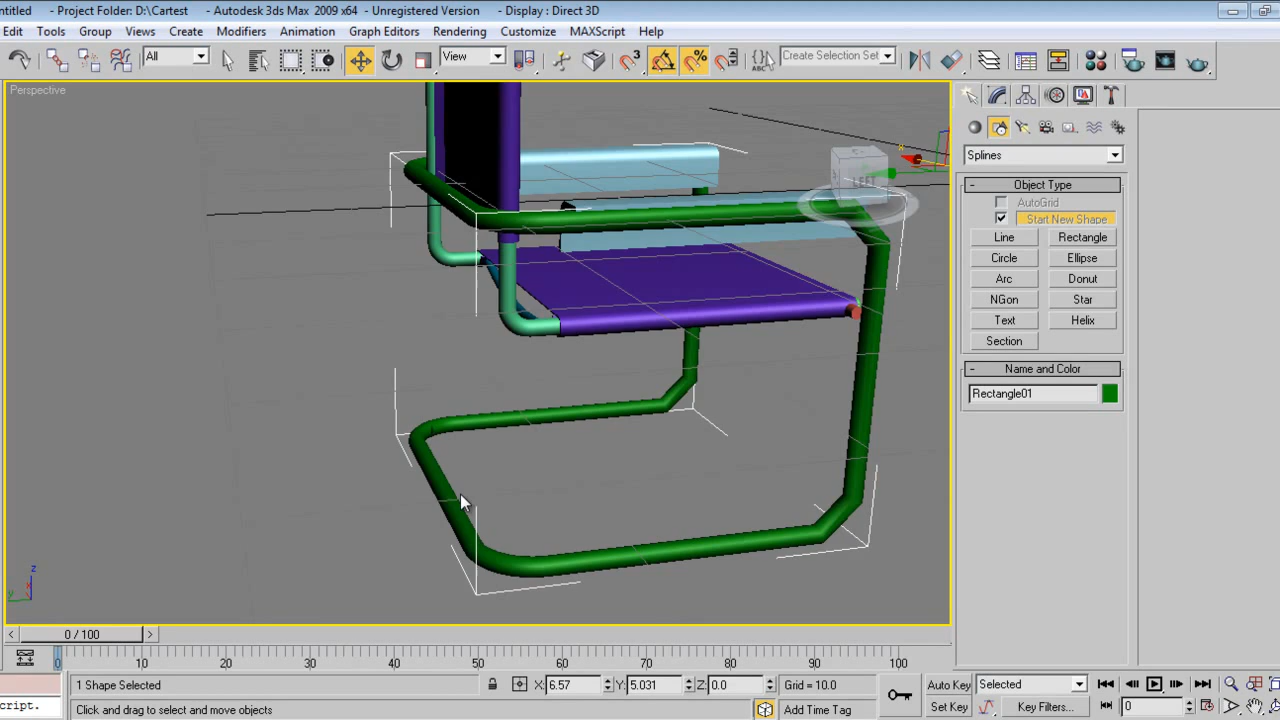 ntitled - Project Folder: D:\Cartest - Autodesk 3ds Max 2009 x64 - Unregistered Version - Display : Direct 3D
Edit Tools Group Views Create Modifiers Animation Graph Editors Rendering Customize MAXScript Help
All View 3 % ABC Create Selection Set
Perspective
LEFT
x
z
y
Splines
- Object Type
AutoGrid
Start New Shape
Line Rectangle
Circle Ellipse
Arc Donut
NGon Star
Text Helix
Section
- Name and Color
Rectangle01
< 0 / 100 >
0 10 20 30 40 50 60 70 80 90 100
1 Shape Selected X: 6.57 Y: 5.031 Z: 0.0 Grid = 10.0 Auto Key Selected
cript. Click and drag to select and move objects Add Time Tag Set Key Key Filters... 0